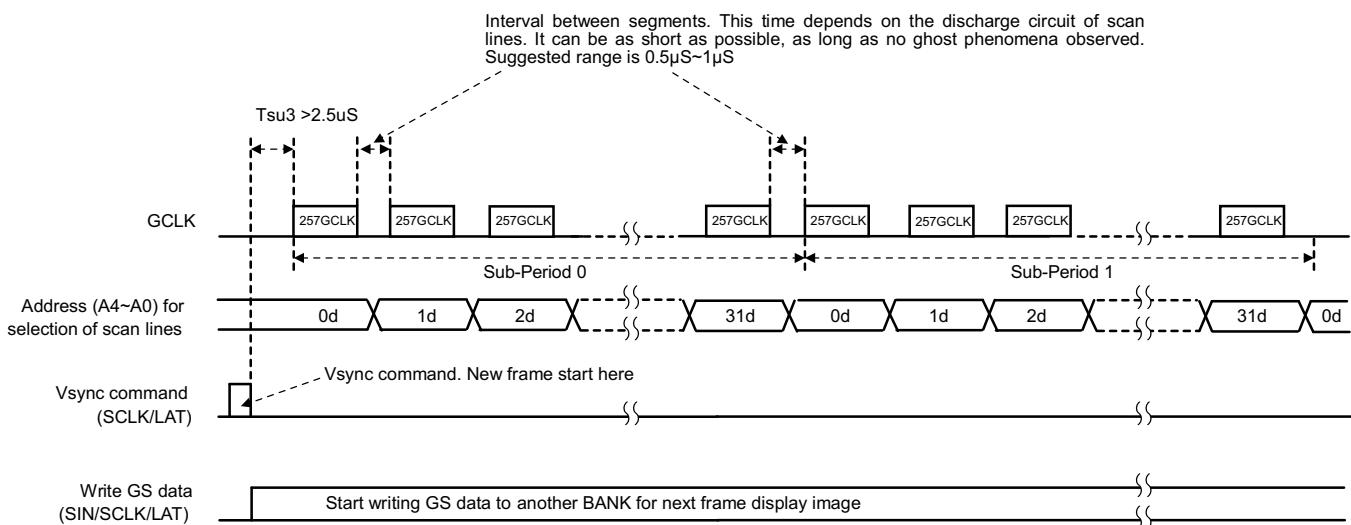 Interval between segments. This time depends on the discharge circuit of scan
lines. It can be as short as possible, as long as no ghost phenomena observed.
Suggested range is 0.5µS~1µS
Tsu3 >2.5uS
GCLK
257GCLK 257GCLK 257GCLK 257GCLK 257GCLK 257GCLK 257GCLK 257GCLK
Sub-Period 0 Sub-Period 1
Address (A4~A0) for
selection of scan lines
0d 1d 2d 31d 0d 1d 2d 31d 0d
Vsync command. New frame start here
Vsync command
(SCLK/LAT)
Write GS data
(SIN/SCLK/LAT)
Start writing GS data to another BANK for next frame display image